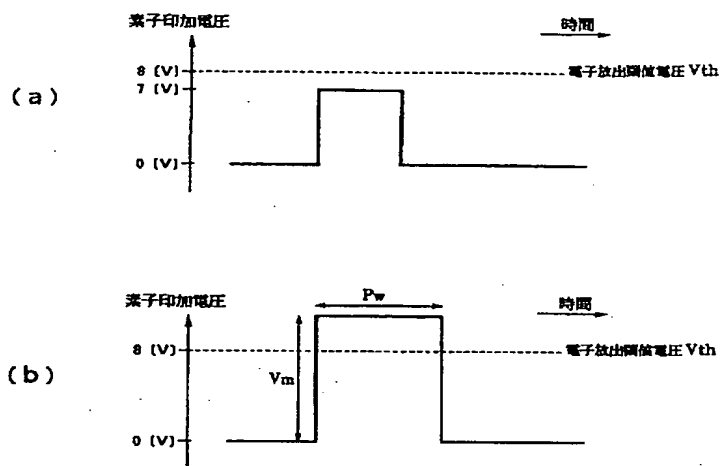 素子印加電圧
時間
8 [V]
電子放出閾値電圧 Vth
7 [V]
(a)
0 [V]
素子印加電圧
Pw
時間
8 [V]
電子放出閾値電圧 Vth
Vm
(b)
0 [V]